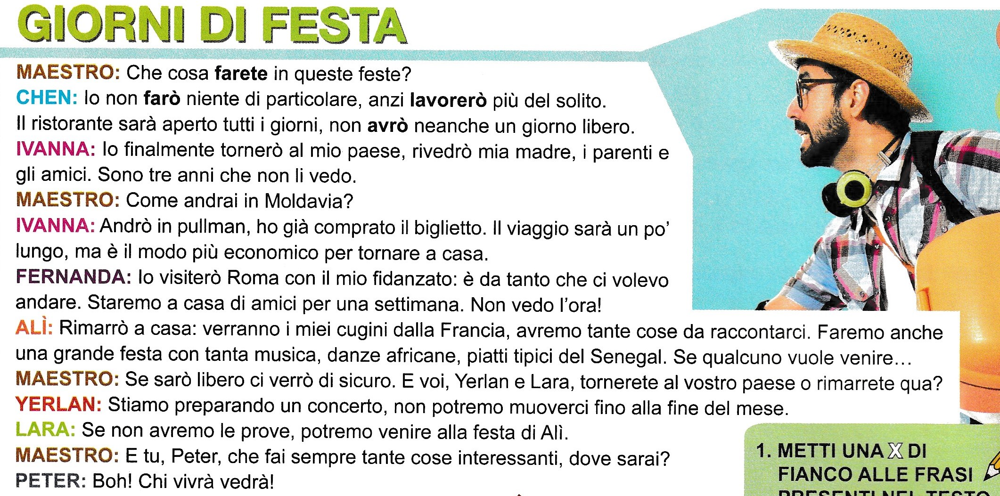 GIORNI DI FESTA
MAESTRO: Che cosa farete in queste feste?
CHEN: Io non farò niente di particolare, anzi lavorerò più del solito.
Il ristorante sarà aperto tutti i giorni, non avrò neanche un giorno libero.
IVANNA: Io finalmente tornerò al mio paese, rivedrò mia madre, i parenti e
gli amici. Sono tre anni che non li vedo.
MAESTRO: Come andrai in Moldavia?
IVANNA: Andrò in pullman, ho già comprato il biglietto. Il viaggio sarà un po'
lungo, ma è il modo più economico per tornare a casa.
FERNANDA: Io visiterò Roma con il mio fidanzato: è da tanto che ci volevo
andare. Staremo a casa di amici per una settimana. Non vedo l'ora!
ALÌ: Rimarrò a casa: verranno i miei cugini dalla Francia, avremo tante cose da raccontarci. Faremo anche
una grande festa con tanta musica, danze africane, piatti tipici del Senegal. Se qualcuno vuole venire…
MAESTRO: Se sarò libero ci verrò di sicuro. E voi, Yerlan e Lara, tornerete al vostro paese o rimarrete qua?
YERLAN: Stiamo preparando un concerto, non potremo muoverci fino alla fine del mese.
LARA: Se non avremo le prove, potremo venire alla festa di Alì.
MAESTRO: E tu, Peter, che fai sempre tante cose interessanti, dove sarai?
PETER: Boh! Chi vivrà vedrà!
1. METTI UNA X DI
FIANCO ALLE FRASI
PRESENTI NEL TESTO